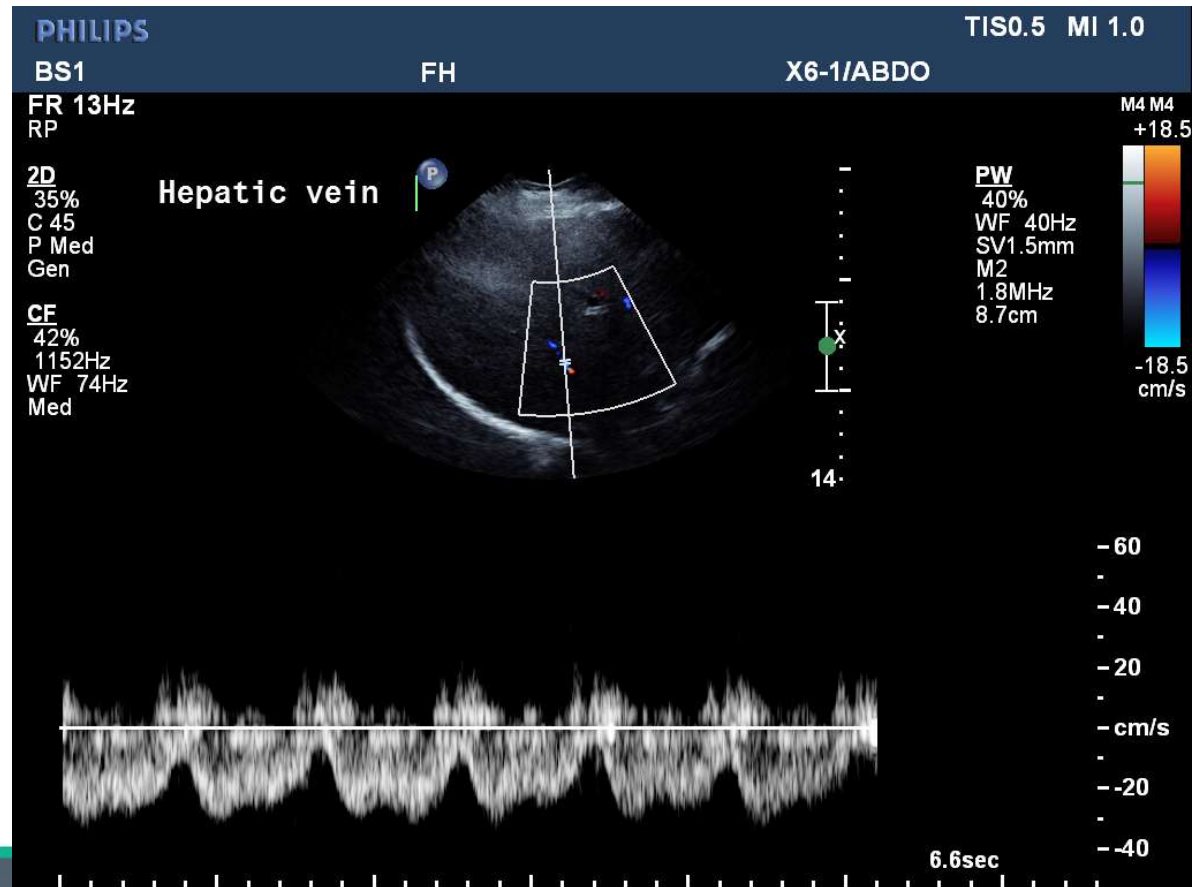 PHILIPS
TIS0.5 MI 1.0
BS1 FH X6-1/ABDO
FR 13Hz
RP
2D
35%
C 45
P Med
Gen
CF
42%
1152Hz
WF 74Hz
Med
Hepatic vein
P
PW
40%
WF 40Hz
SV1.5mm
M2
1.8MHz
8.7cm
M4 M4
+18.5
-18.5
cm/s
X
14
60
40
20
cm/s
-20
-40
6.6sec